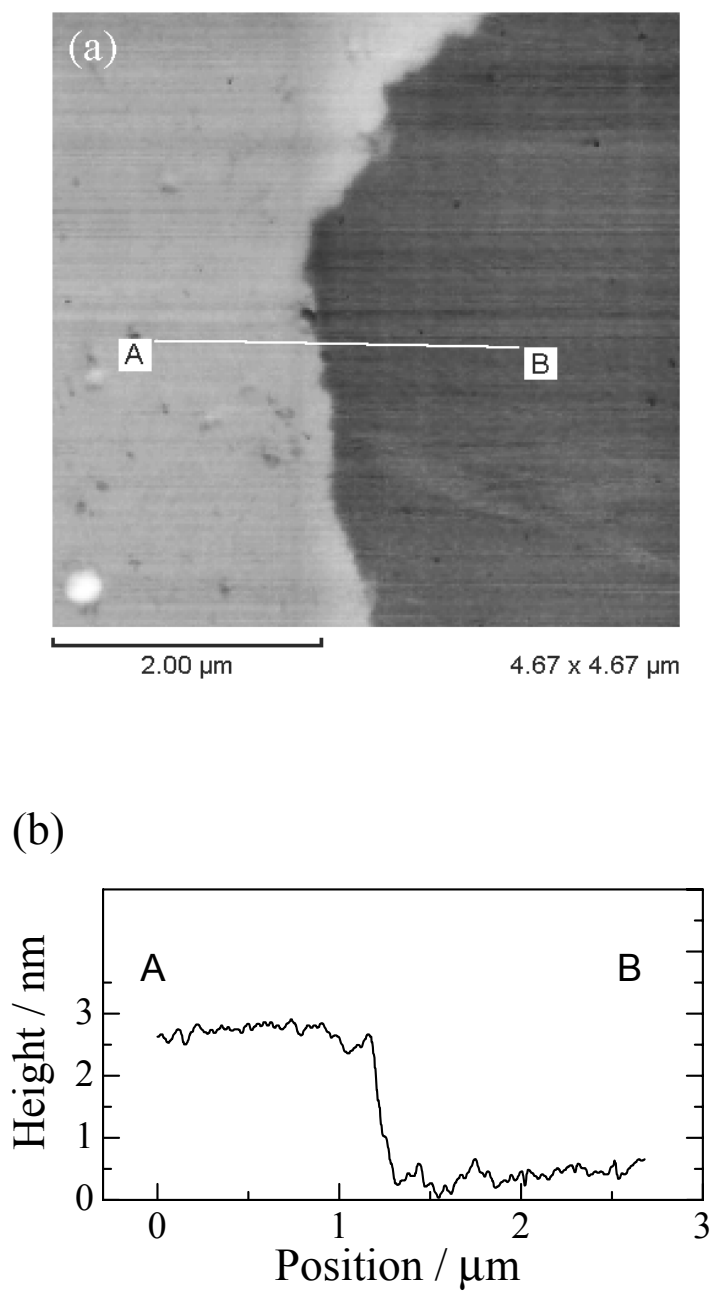 (a)
A
B
2.00 μm
4.67 x 4.67 μm
(b)
A
B
3
2
1
0
Height / nm
0
1
2
3
Position / μm